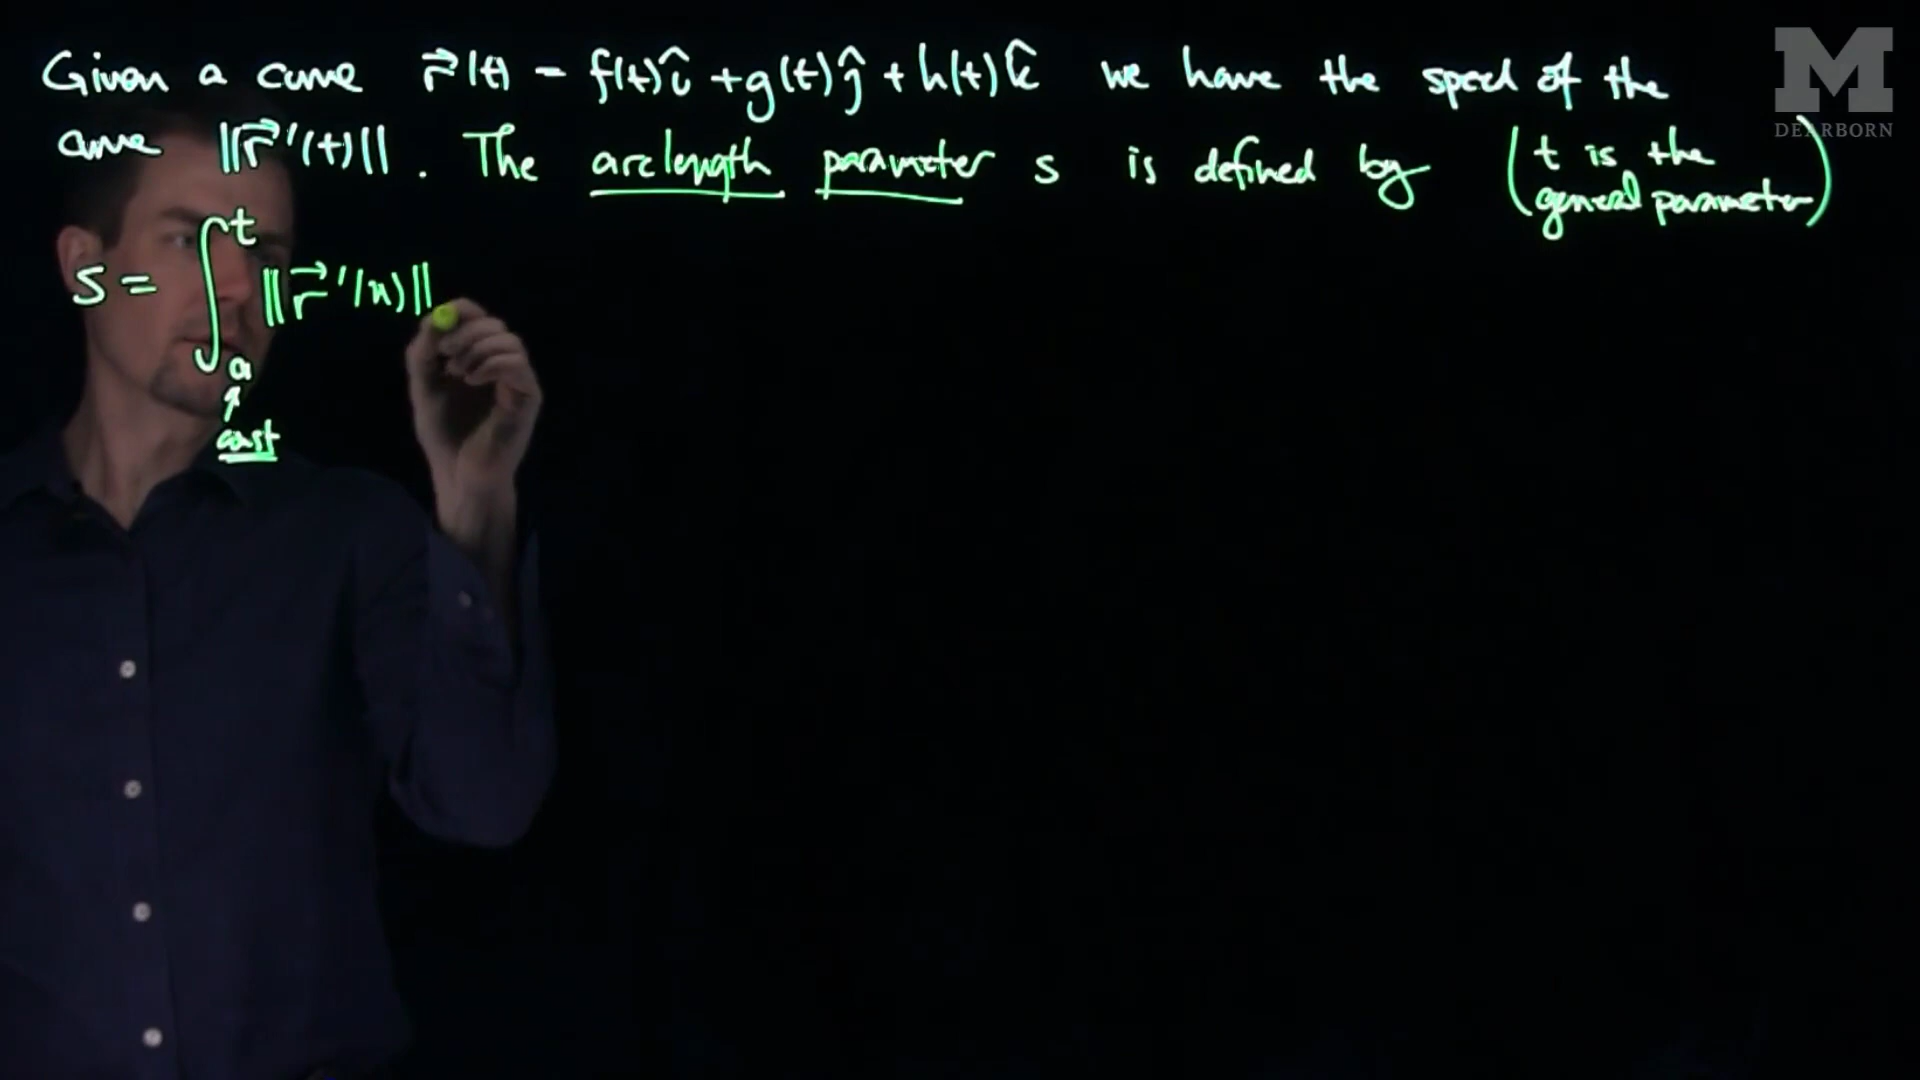 Given a curve r⃗(t) = f(t)î + g(t)ĵ + h(t)k̂ we have the speed of the
curve ||r⃗'(t)||. The arclength parameter s is defined by (t is the
general parameter)
s = ∫ₐᵗ ||r⃗'(u)||
const
M
DEARBORN